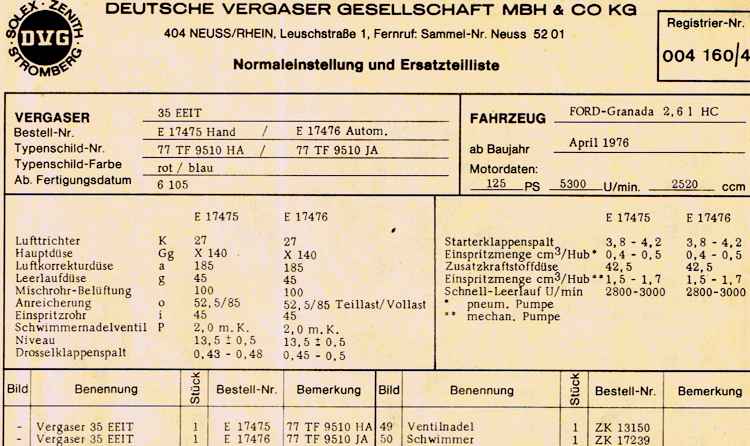 SOLEX - ZENITH
DVG
STROMBERG
DEUTSCHE VERGASER GESELLSCHAFT MBH & CO KG
404 NEUSS/RHEIN, Leuschstraße 1, Fernruf: Sammel-Nr. Neuss 52 01
Normaleinstellung und Ersatzteilliste
Registrier-Nr.
004 160/4
VERGASER 35 EEIT
Bestell-Nr. E 17475 Hand / E 17476 Autom.
Typenschild-Nr. 77 TF 9510 HA / 77 TF 9510 JA
Typenschild-Farbe rot / blau
Ab. Fertigungsdatum 6 105
FAHRZEUG FORD-Granada 2,6 l HC
ab Baujahr April 1976
Motordaten:
125 PS 5300 U/min. 2520 ccm
E 17475 E 17476
Lufttrichter K 27 27
Hauptdüse Gg X 140 X 140
Luftkorrekturdüse a 185 185
Leerlaufdüse g 45 45
Mischrohr-Belüftung 100 100
Anreicherung o 52,5/85 52,5/85 Teillast/Vollast
Einspritzrohr i 45 45
Schwimmernadelventil P 2,0 m. K. 2,0 m. K.
Niveau 13,5 ± 0,5 13,5 ± 0,5
Drosselklappenspalt 0,43 - 0,48 0,45 - 0,5
E 17475 E 17476
Starterklappenspalt 3,8 - 4,2 3,8 - 4,2
Einspritzmenge cm³/Hub* 0,4 - 0,5 0,4 - 0,5
Zusatzkraftstoffdüse 42,5 42,5
Einspritzmenge cm³/Hub** 1,5 - 1,7 1,5 - 1,7
Schnell-Leerlauf U/min 2800-3000 2800-3000
* pneum. Pumpe
** mechan. Pumpe
Bild Benennung Stück Bestell-Nr. Bemerkung Bild Benennung Stück Bestell-Nr. Bemerkung
- Vergaser 35 EEIT 1 E 17475 77 TF 9510 HA 49 Ventilnadel 1 ZK 13150
- Vergaser 35 EEIT 1 E 17476 77 TF 9510 JA 50 Schwimmer 1 ZK 17239